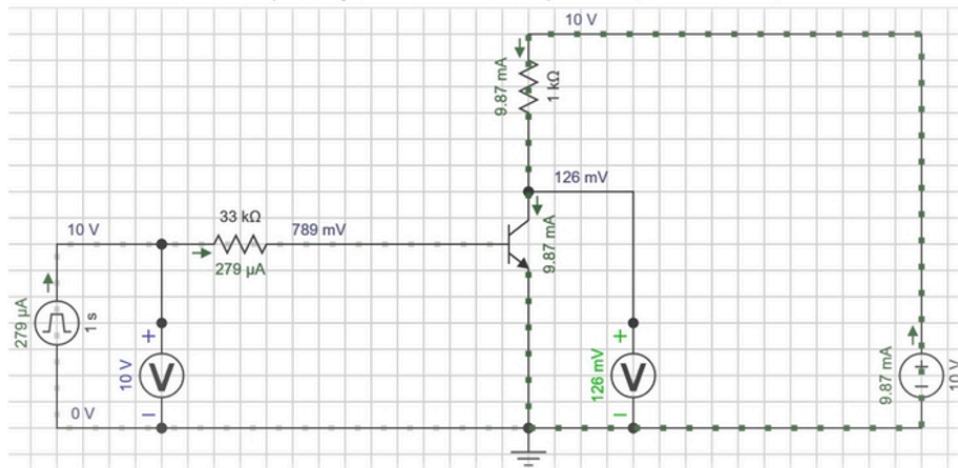 10 V
9.87 mA
1 kΩ
126 mV
9.87 mA
33 kΩ
10 V
789 mV
279 µA
279 µA
1 s
+
10 V
V
−
0 V
+
126 mV
V
−
9.87 mA
+
−
10 V